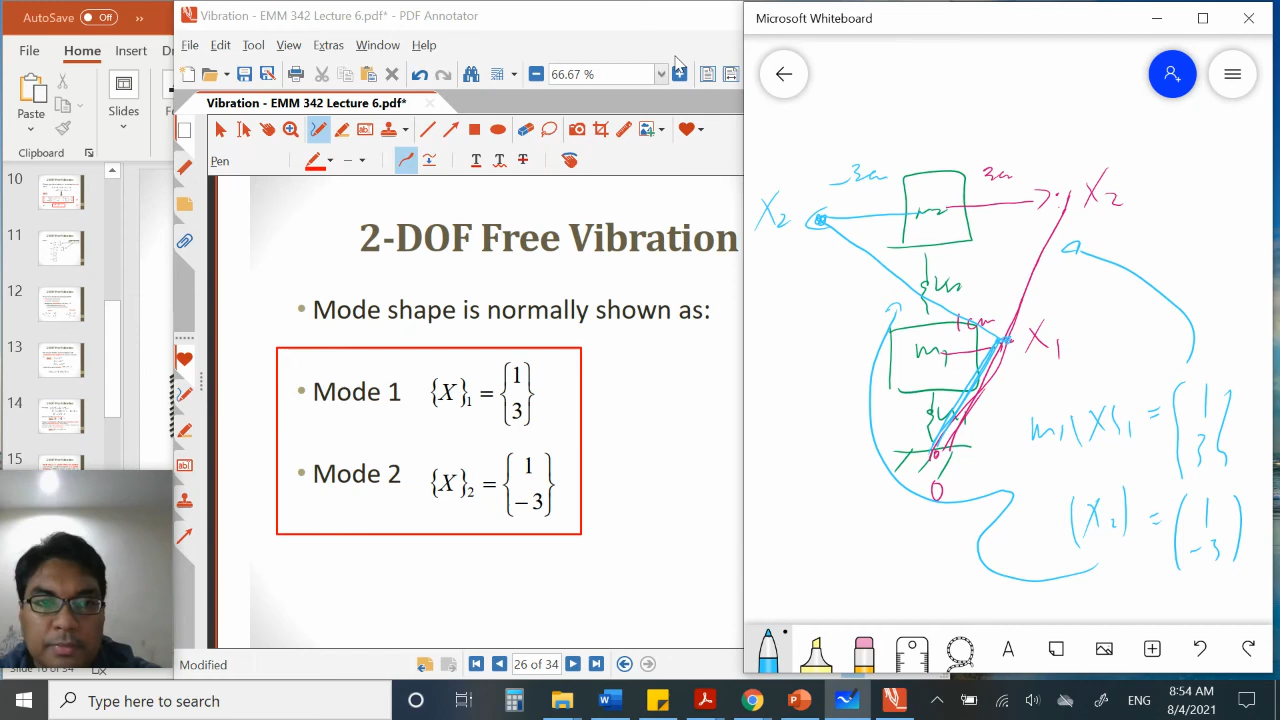 AutoSave Off »
File Home Insert D
Paste
Slides
Clipboard
10
11
12
13
14
15
Vibration - EMM 342 Lecture 6.pdf* - PDF Annotator
File Edit Tool View Extras Window Help
66.67 %
Vibration - EMM 342 Lecture 6.pdf*
Pen
2-DOF Free Vibration
• Mode shape is normally shown as:
• Mode 1 {X}₁ = {1 3}
• Mode 2 {X}₂ = {1 −3}
Modified
26 of 34
Microsoft Whiteboard
-3cm
3cm
X2
m2
X2
1cm
m1
X1
0
m1 {X}1 = {1 3}
{X2} = {1 -3}
Type here to search
ENG
8:54 AM
8/4/2021